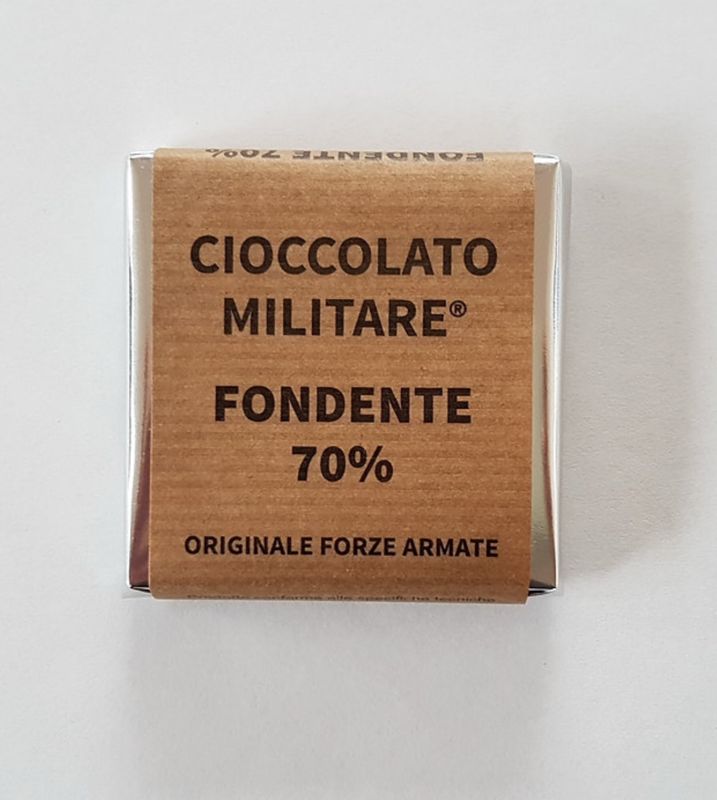 FONDENTE 70%
CIOCCOLATO
MILITARE®
FONDENTE
70%
ORIGINALE FORZE ARMATE